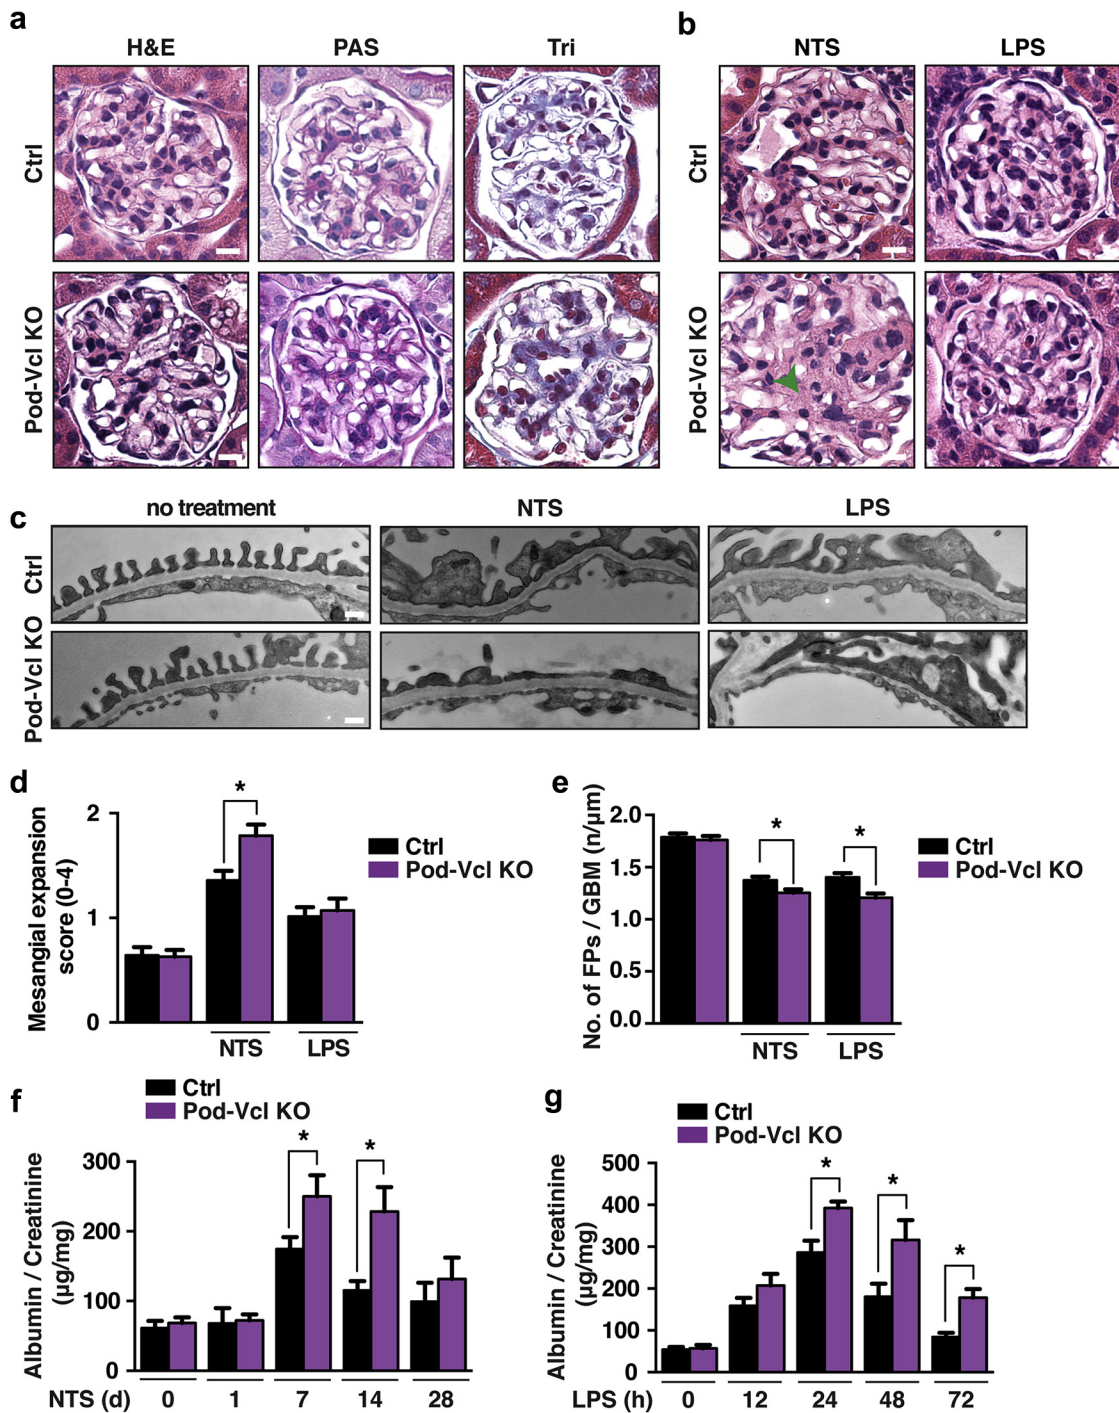 a
H&E
PAS
Tri
Ctrl
Pod-Vcl KO
b
NTS
LPS
Ctrl
Pod-Vcl KO
c
no treatment
NTS
LPS
Ctrl
Pod-Vcl KO
d
Mesangial expansion
score (0-4)
2
1
0
*
NTS
LPS
Ctrl
Pod-Vcl KO
e
No. of FPs / GBM (n/μm)
2.0
1.5
1.0
0.5
0.0
*
*
NTS
LPS
Ctrl
Pod-Vcl KO
f
Ctrl
Pod-Vcl KO
Albumin / Creatinine
(μg/mg)
300
200
100
0
*
*
NTS (d) 0 1 7 14 28
g
Ctrl
Pod-Vcl KO
Albumin / Creatinine
(μg/mg)
500
400
300
200
100
0
*
*
*
LPS (h) 0 12 24 48 72